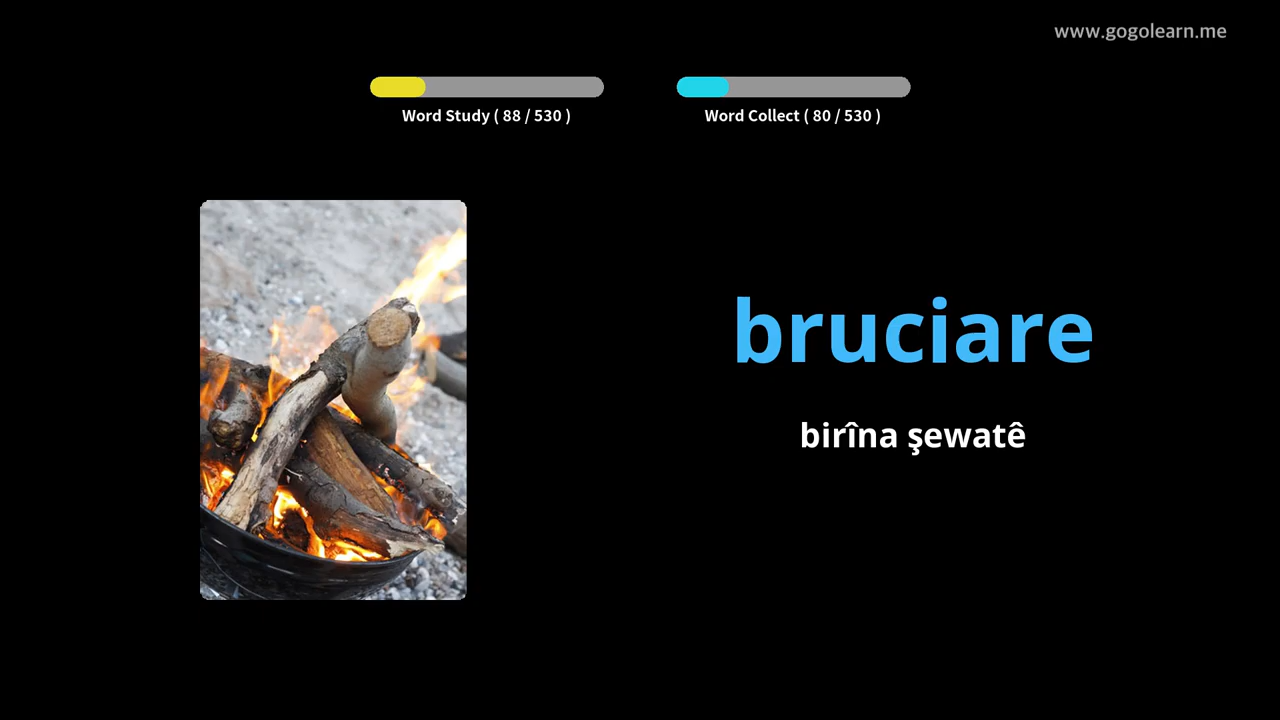 www.gogolearn.me
Word Study ( 88 / 530 )
Word Collect ( 80 / 530 )
bruciare
birîna şewatê